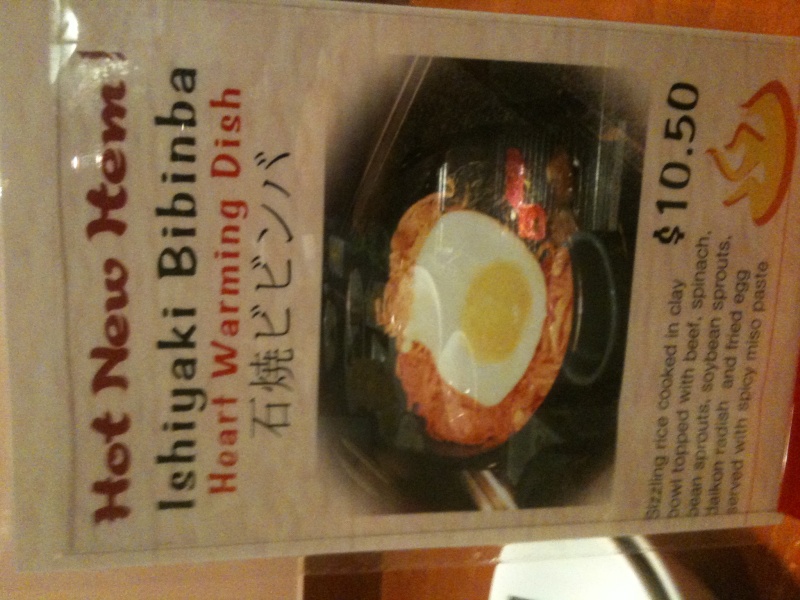 Hot New Item!
Ishiyaki Bibinba
Heart Warming Dish
石焼ビビンバ
$10.50
Sizzling rice cooked in clay
bowl topped with beef, spinach,
bean sprouts, soybean sprouts,
daikon radish and fried egg
served with spicy miso paste